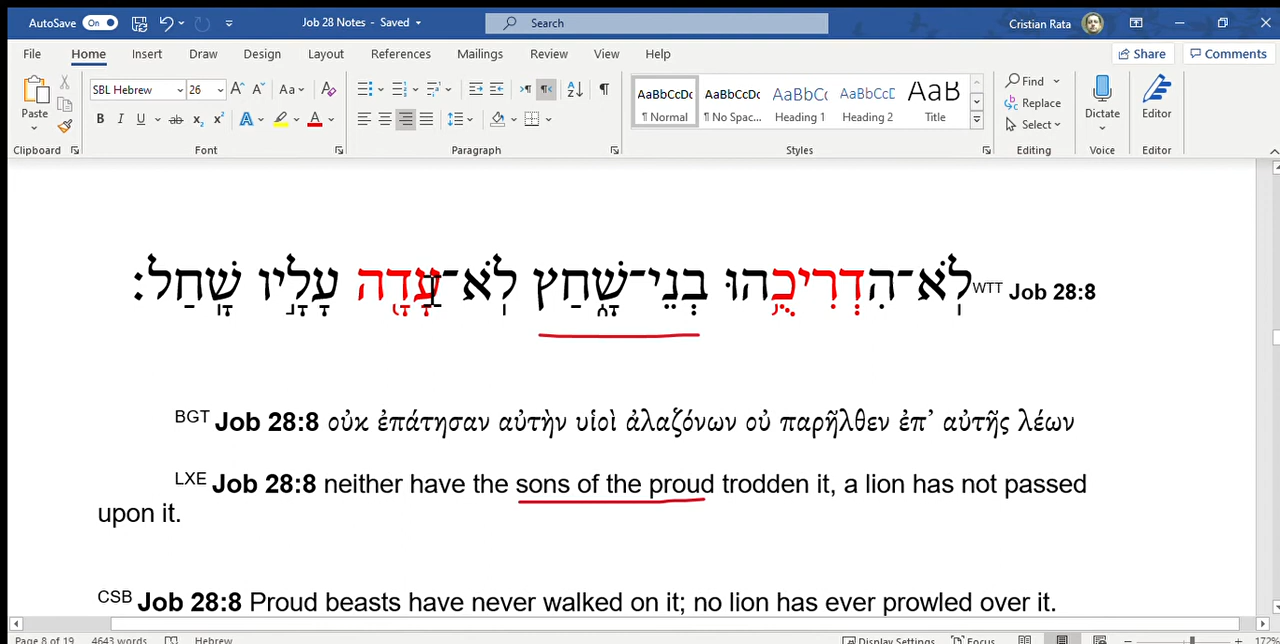 AutoSave On Job 28 Notes - Saved Search Cristian Rata
File Home Insert Draw Design Layout References Mailings Review View Help Share Comments
SBL Hebrew 26 A A Aa Find
Paste AaBbCcDc AaBbCcDc AaBbCc AaBbCcD AaB Replace Dictate Editor
B I U ab x₂ x² A A ¶ Normal ¶ No Spac... Heading 1 Heading 2 Title Select
Clipboard Font Paragraph Styles Editing Voice Editor
WTT Job 28:8 לֹֽא־הִדְרִיכֻ֥הוּ בְנֵי־שָׁ֑חַץ לֹֽא־עָדָ֖ה עָלָ֣יו שָֽׁחַל׃
BGT Job 28:8 οὐκ ἐπάτησαν αὐτὴν υἱοὶ ἀλαζόνων οὐ παρῆλθεν ἐπ᾽ αὐτῆς λέων
LXE Job 28:8 neither have the sons of the proud trodden it, a lion has not passed
upon it.
CSB Job 28:8 Proud beasts have never walked on it; no lion has ever prowled over it.
Page 8 of 19 4643 words Hebrew Display Settings Focus 172%